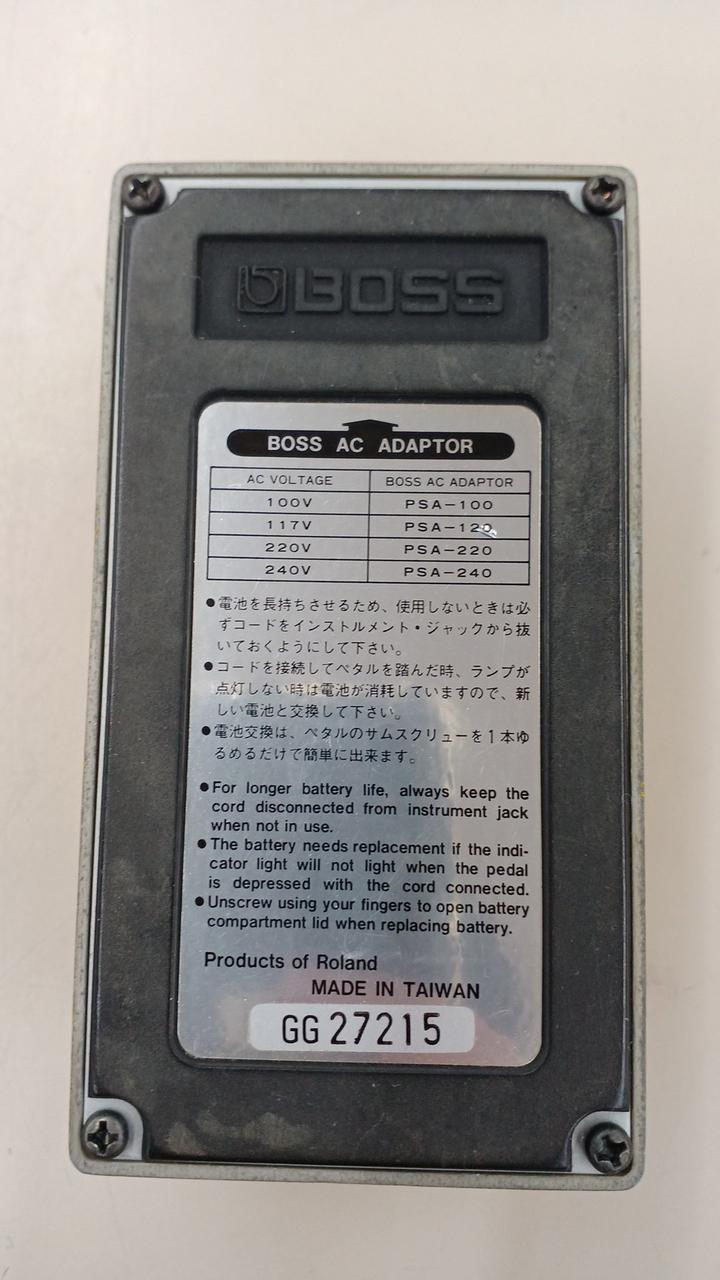 BOSS
BOSS AC ADAPTOR
AC VOLTAGE BOSS AC ADAPTOR
100V PSA-100
117V PSA-120
220V PSA-220
240V PSA-240
●電池を長持ちさせるため、使用しないときは必
ずコードをインストルメント・ジャックから抜
いておくようにして下さい。
●コードを接続してペタルを踏んだ時、ランプが
点灯しない時は電池が消耗していますので、新
しい電池と交換して下さい。
●電池交換は、ペタルのサムスクリューを1本ゆ
るめるだけで簡単に出来ます。
●For longer battery life, always keep the
cord disconnected from instrument jack
when not in use.
●The battery needs replacement if the indi-
cator light will not light when the pedal
is depressed with the cord connected.
●Unscrew using your fingers to open battery
compartment lid when replacing battery.
Products of Roland
MADE IN TAIWAN
GG 27215